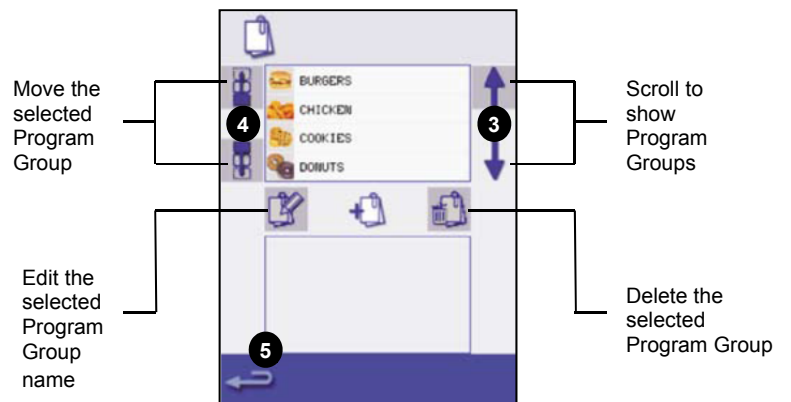 Move the
selected
Program
Group
4
BURGERS
CHICKEN
COOKIES
DONUTS
3
Scroll to
show
Program
Groups
Edit the
selected
Program
Group
name
5
Delete the
selected
Program Group